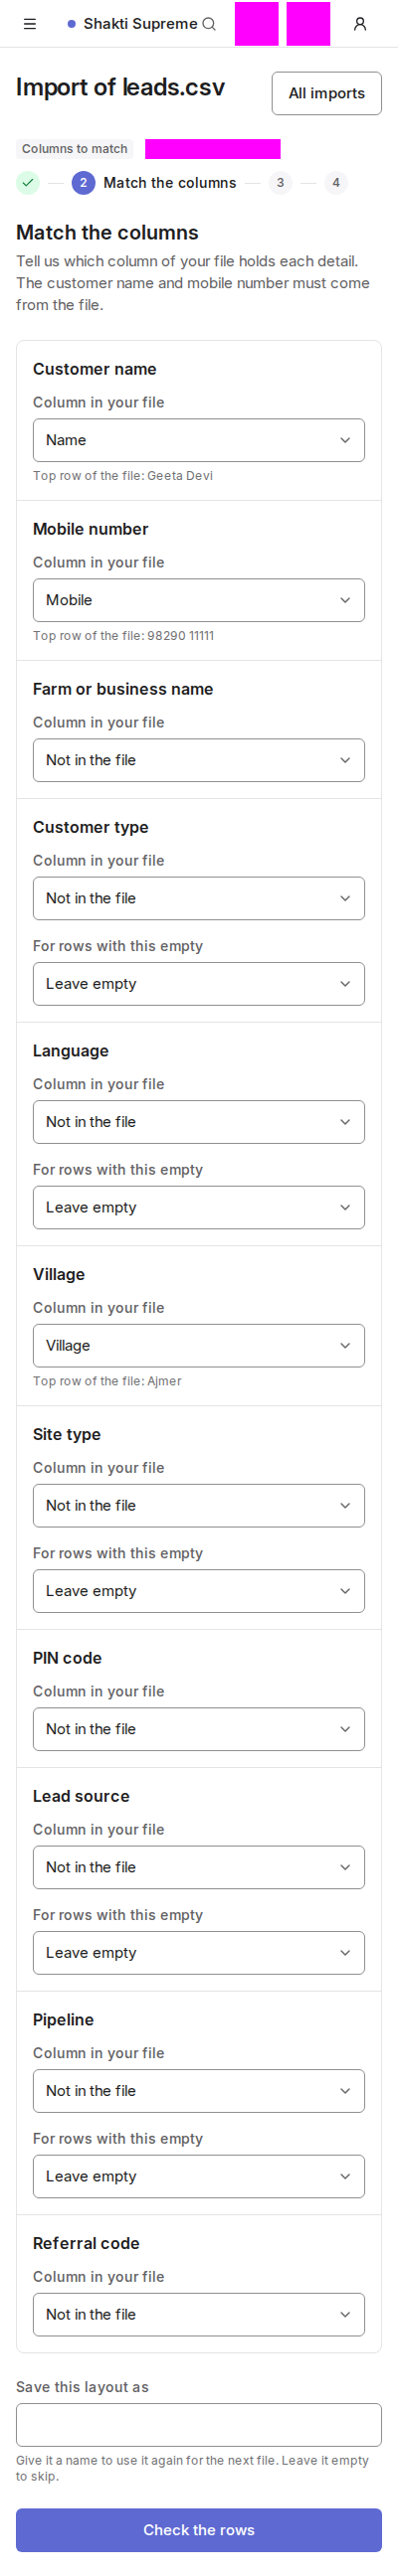 Shakti Supreme
Import of leads.csv
All imports
Columns to match
2 Match the columns 3 4
Match the columns
Tell us which column of your file holds each detail.
The customer name and mobile number must come
from the file.
Customer name
Column in your file
Name
Top row of the file: Geeta Devi
Mobile number
Column in your file
Mobile
Top row of the file: 98290 11111
Farm or business name
Column in your file
Not in the file
Customer type
Column in your file
Not in the file
For rows with this empty
Leave empty
Language
Column in your file
Not in the file
For rows with this empty
Leave empty
Village
Column in your file
Village
Top row of the file: Ajmer
Site type
Column in your file
Not in the file
For rows with this empty
Leave empty
PIN code
Column in your file
Not in the file
Lead source
Column in your file
Not in the file
For rows with this empty
Leave empty
Pipeline
Column in your file
Not in the file
For rows with this empty
Leave empty
Referral code
Column in your file
Not in the file
Save this layout as
Give it a name to use it again for the next file. Leave it empty
to skip.
Check the rows